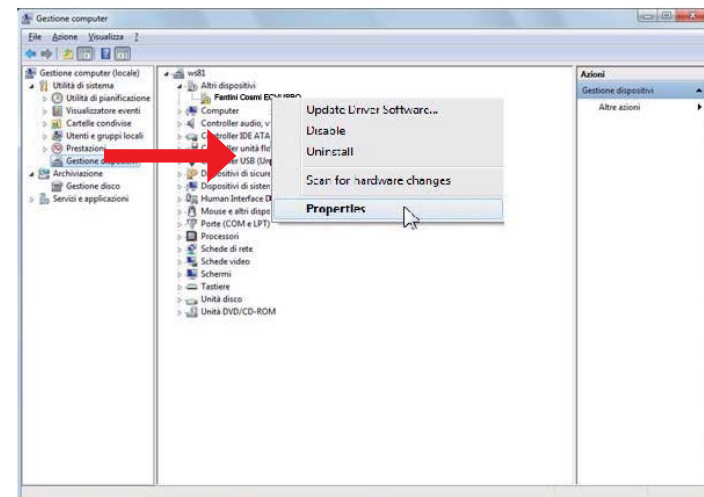 Gestione computer
File Azione Visualizza ?
Gestione computer (locale)
Utilità di sistema
Utilità di pianificazione
Visualizzatore eventi
Cartelle condivise
Utenti e gruppi locali
Prestazioni
Gestione
Archiviazione
Gestione disco
Servizi e applicazioni
ws81
Altri dispositivi
Fantini Cosmi
Computer
Controller audio, v
Controller IDE ATA
unità flo
USB (Un
di sicure
Dispositivi di sisten
Human Interface D
Mouse e altri dispo
Porte (COM e LPT)
Processori
Schede di rete
Schede video
Schermi
Tastiere
Unità disco
Unità DVD/CD-ROM
Update Driver Software...
Disable
Uninstall
Scan for hardware changes
Properties
Azioni
Gestione dispositivi
Altre azioni